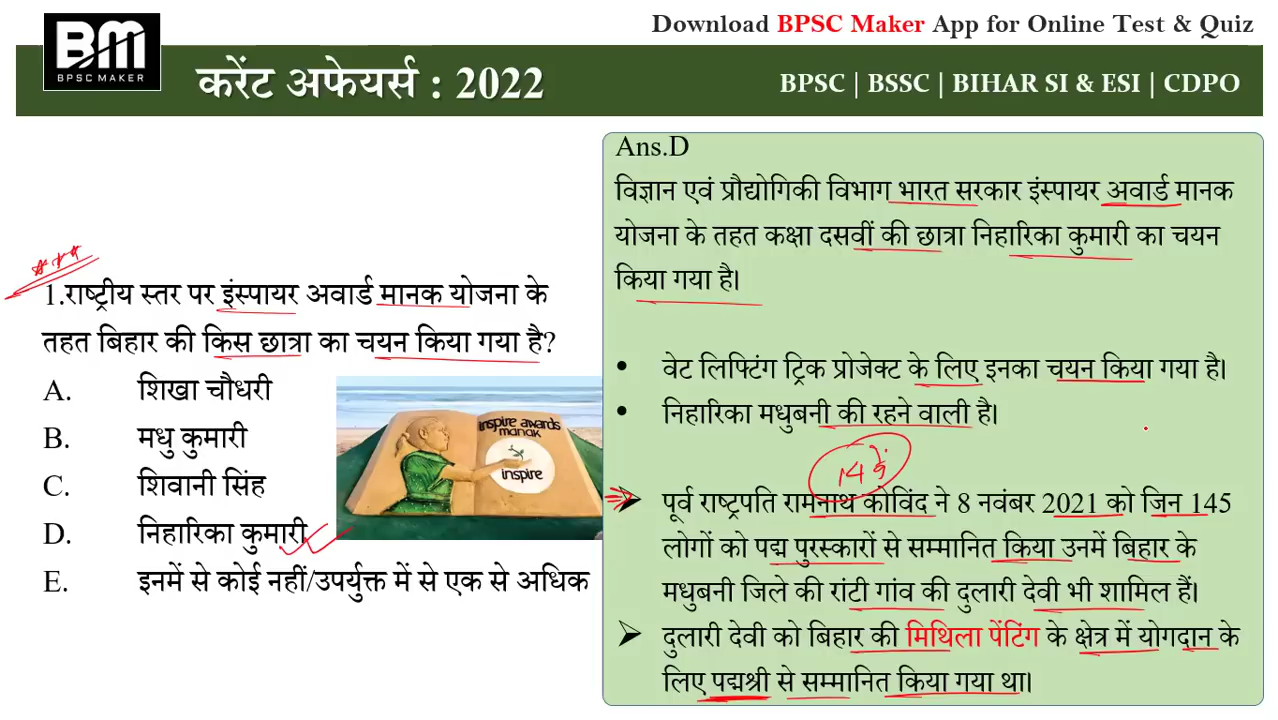 Download BPSC Maker App for Online Test & Quiz
BM
BPSC MAKER
करेंट अफेयर्स : 2022
BPSC | BSSC | BIHAR SI & ESI | CDPO
1.राष्ट्रीय स्तर पर इंस्पायर अवार्ड मानक योजना के
तहत बिहार की किस छात्रा का चयन किया गया है?
A. शिखा चौधरी
B. मधु कुमारी
C. शिवानी सिंह
D. निहारिका कुमारी
E. इनमें से कोई नहीं/उपर्युक्त में से एक से अधिक
inspire awards
manak
inspire
Ans.D
विज्ञान एवं प्रौद्योगिकी विभाग भारत सरकार इंस्पायर अवार्ड मानक
योजना के तहत कक्षा दसवीं की छात्रा निहारिका कुमारी का चयन
किया गया है।
• वेट लिफ्टिंग ट्रिक प्रोजेक्ट के लिए इनका चयन किया गया है।
• निहारिका मधुबनी की रहने वाली है।
14 वें
➢ पूर्व राष्ट्रपति रामनाथ कोविंद ने 8 नवंबर 2021 को जिन 145
लोगों को पद्म पुरस्कारों से सम्मानित किया उनमें बिहार के
मधुबनी जिले की रांटी गांव की दुलारी देवी भी शामिल हैं।
➢ दुलारी देवी को बिहार की मिथिला पेंटिंग के क्षेत्र में योगदान के
लिए पद्मश्री से सम्मानित किया गया था।